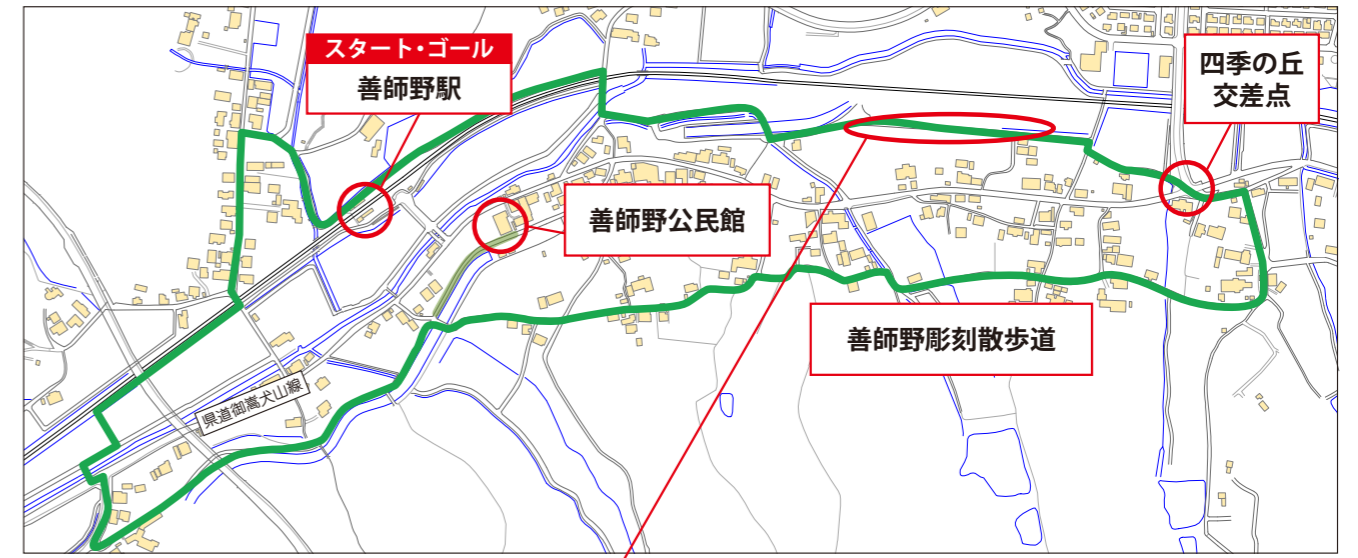 スタート・ゴール
善師野駅
四季の丘
交差点
善師野公民館
善師野彫刻散歩道
県道御嵩犬山線